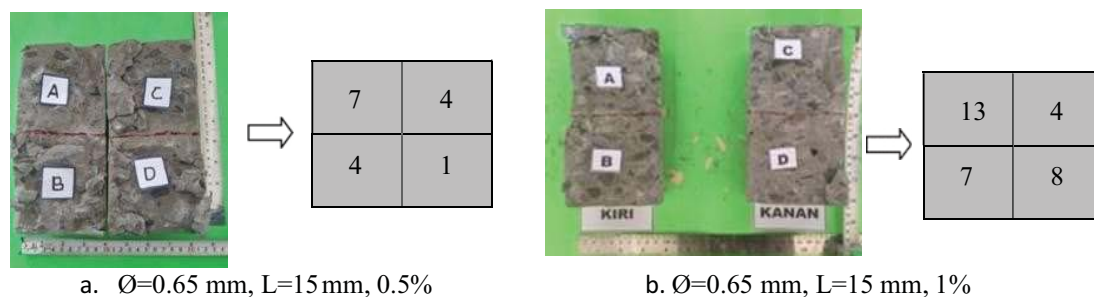 A C
B D
7 4
4 1
A C
B D
KIRI KANAN
13 4
7 8
a. Ø=0.65 mm, L=15 mm, 0.5%
b. Ø=0.65 mm, L=15 mm, 1%